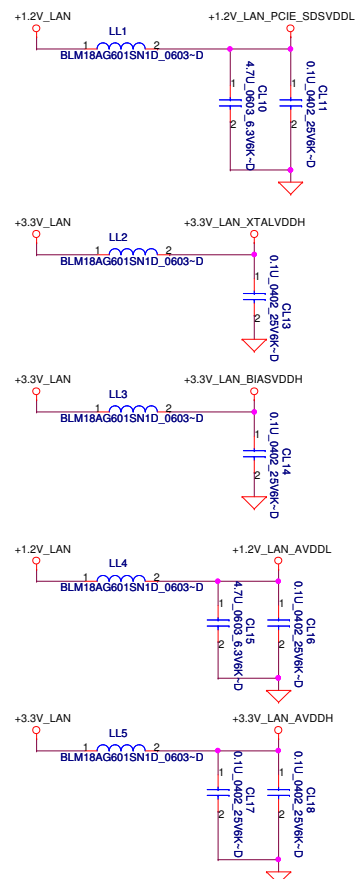 +1.2V_LAN
+1.2V_LAN_PCIE_SDSVDDL
LL1
1 2
BLM18AG601SN1D_0603~D
1
2
CL10
4.7U_0603_6.3V6K~D
1
2
CL11
0.1U_0402_25V6K~D
+3.3V_LAN
+3.3V_LAN_XTALVDDH
LL2
1 2
BLM18AG601SN1D_0603~D
1
2
CL13
0.1U_0402_25V6K~D
+3.3V_LAN
+3.3V_LAN_BIASVDDH
LL3
1 2
BLM18AG601SN1D_0603~D
1
2
CL14
0.1U_0402_25V6K~D
+1.2V_LAN
+1.2V_LAN_AVDDL
LL4
1 2
BLM18AG601SN1D_0603~D
1
2
CL15
4.7U_0603_6.3V6K~D
1
2
CL16
0.1U_0402_25V6K~D
+3.3V_LAN
+3.3V_LAN_AVDDH
LL5
1 2
BLM18AG601SN1D_0603~D
1
2
CL17
0.1U_0402_25V6K~D
1
2
CL18
0.1U_0402_25V6K~D